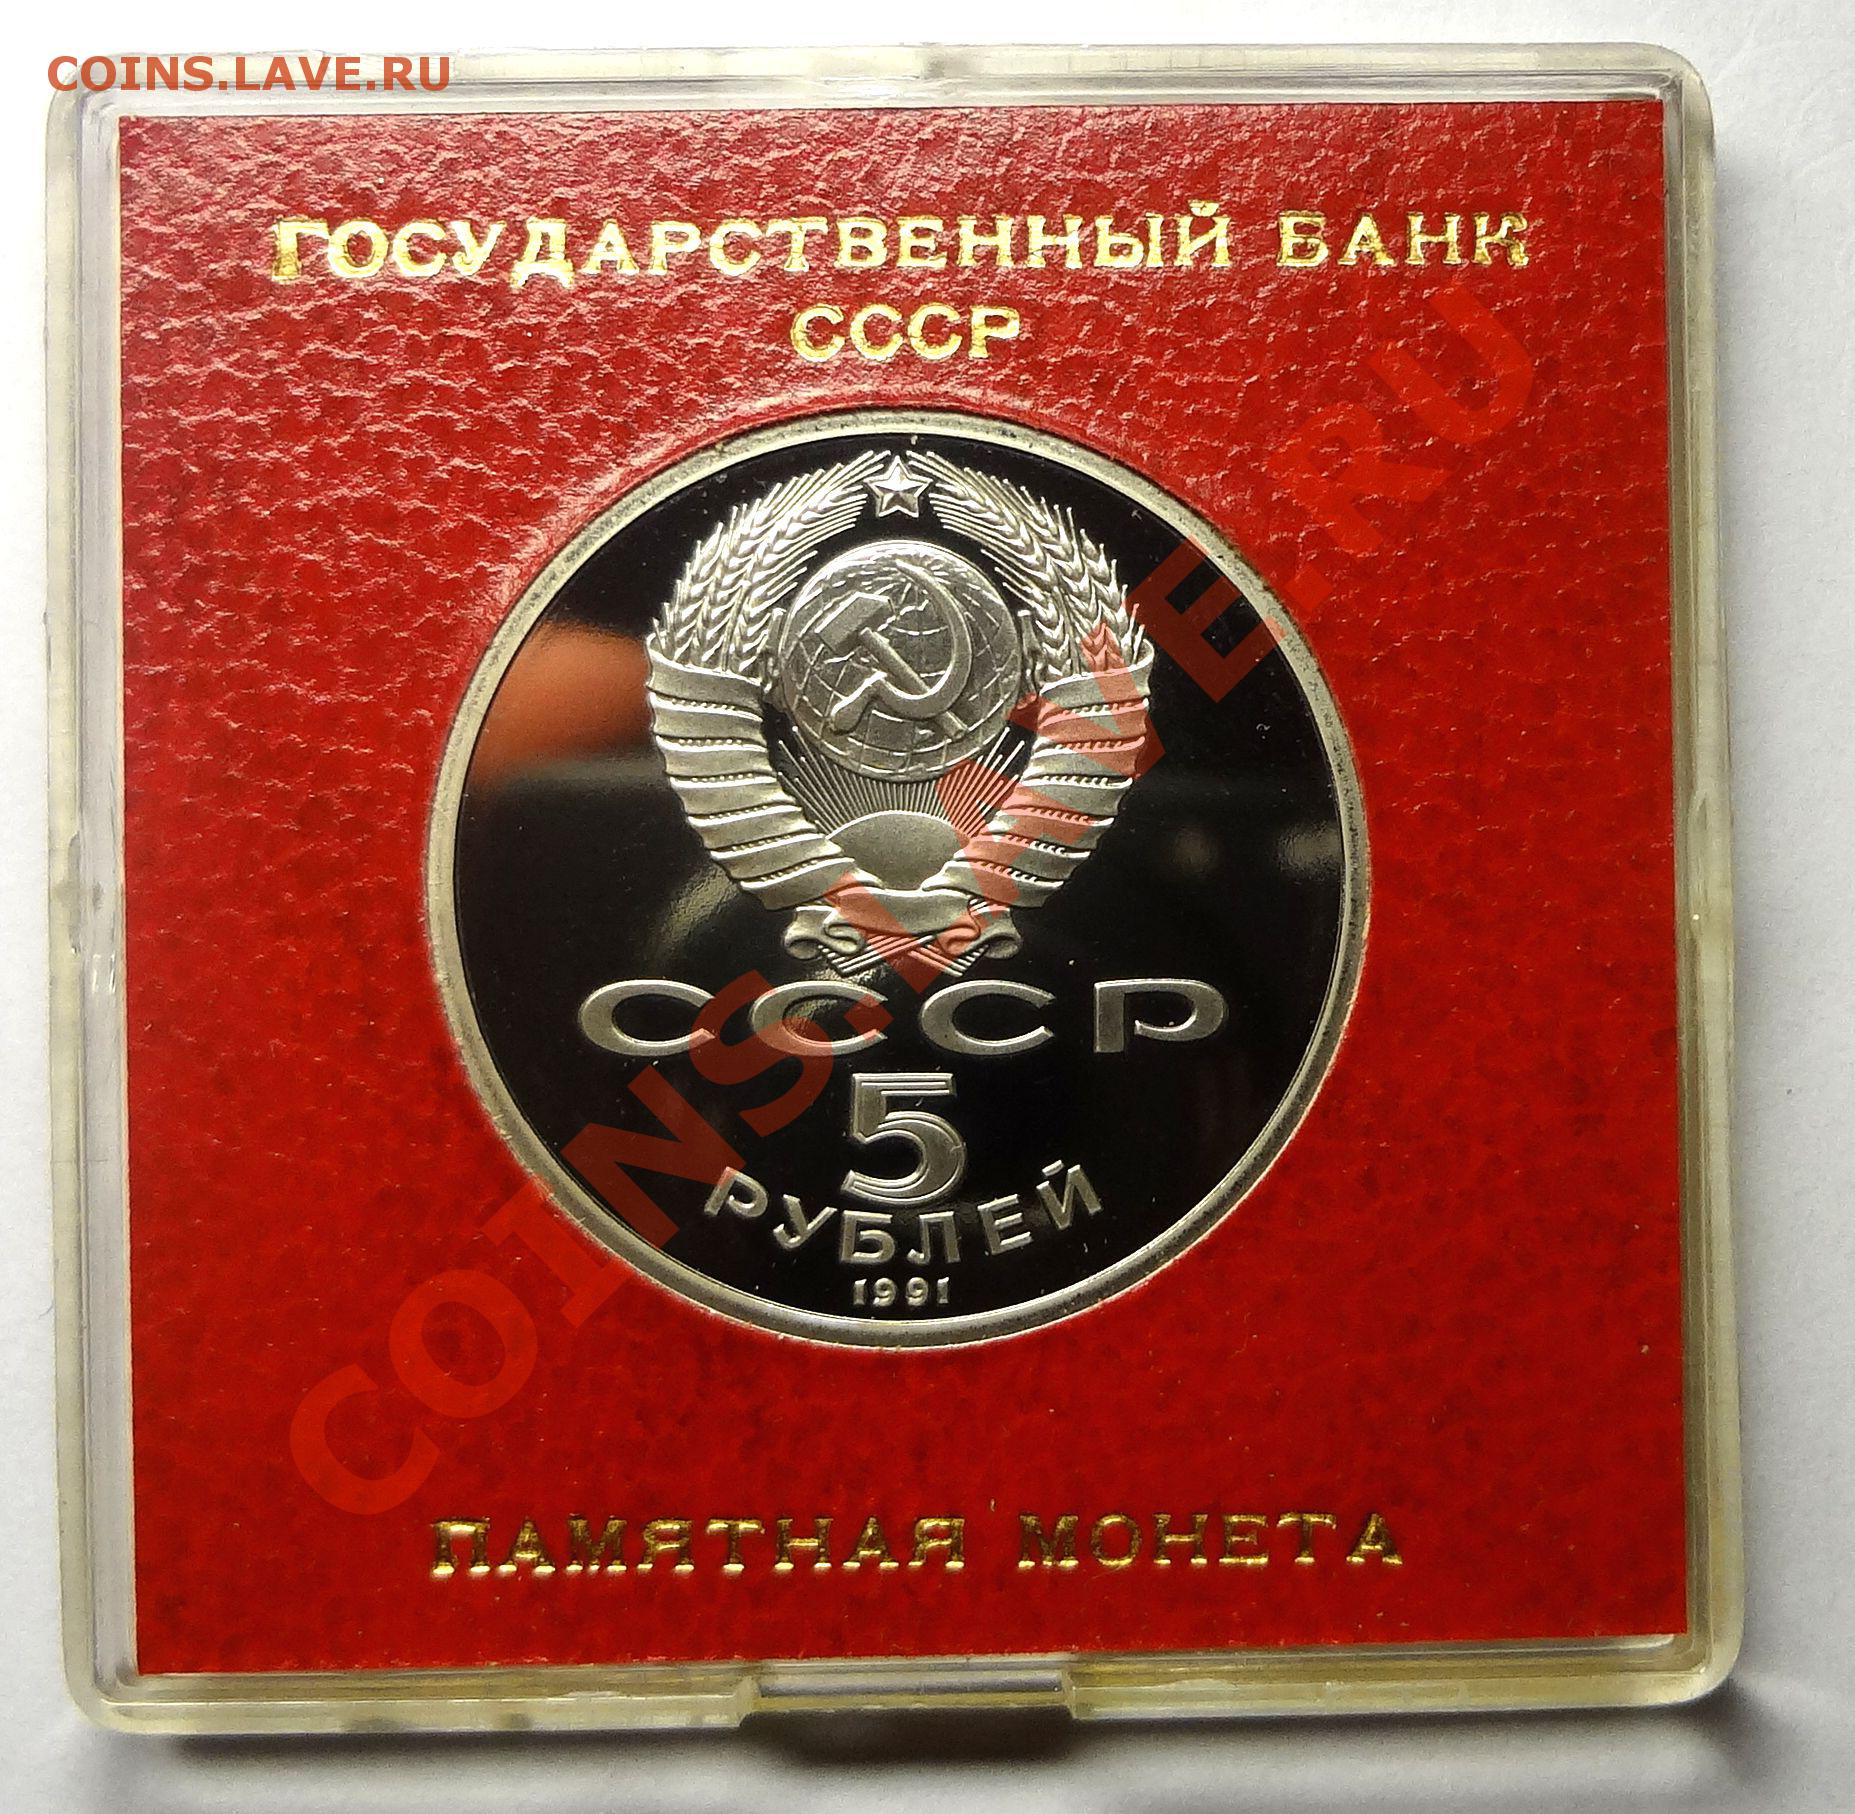 COINS.LAVE.RU
ГОСУДАРСТВЕННЫЙ БАНК
СССР
СССР
5
РУБЛЕЙ
1991
ПАМЯТНАЯ МОНЕТА
COINS.LAVE.RU